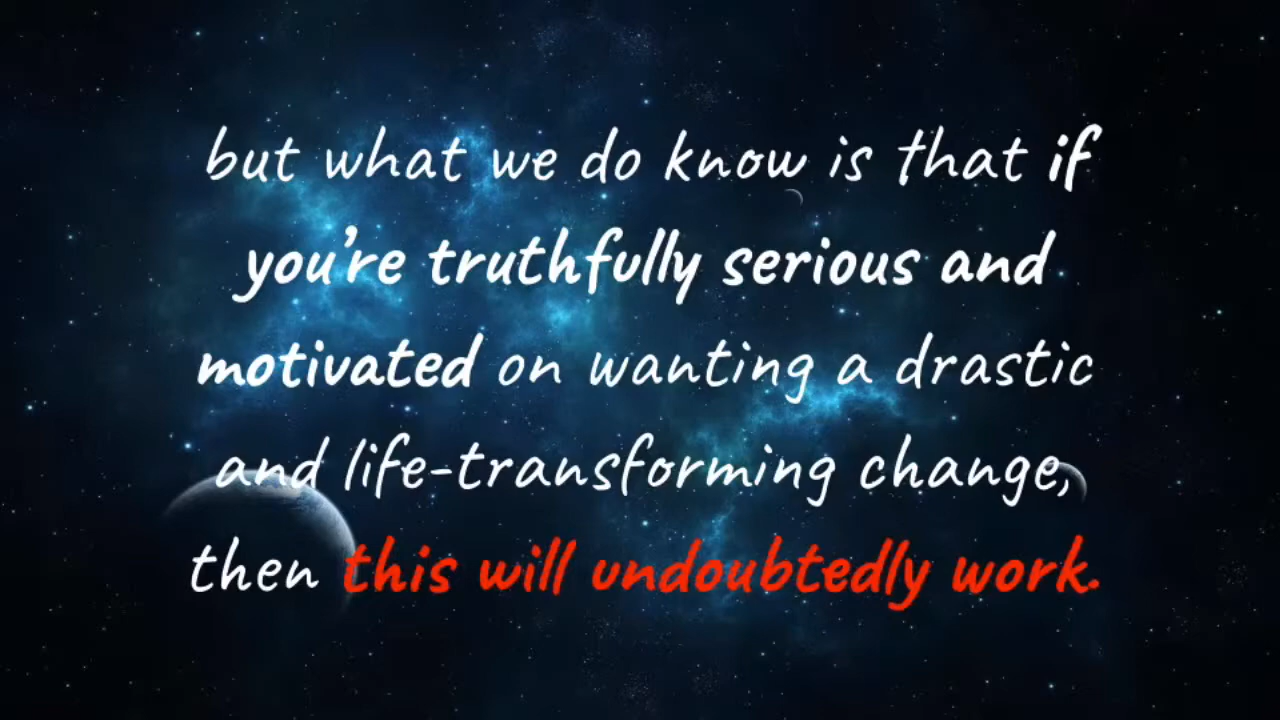 but what we do know is that if
you're truthfully serious and
motivated on wanting a drastic
and life-transforming change,
then this will undoubtedly work.